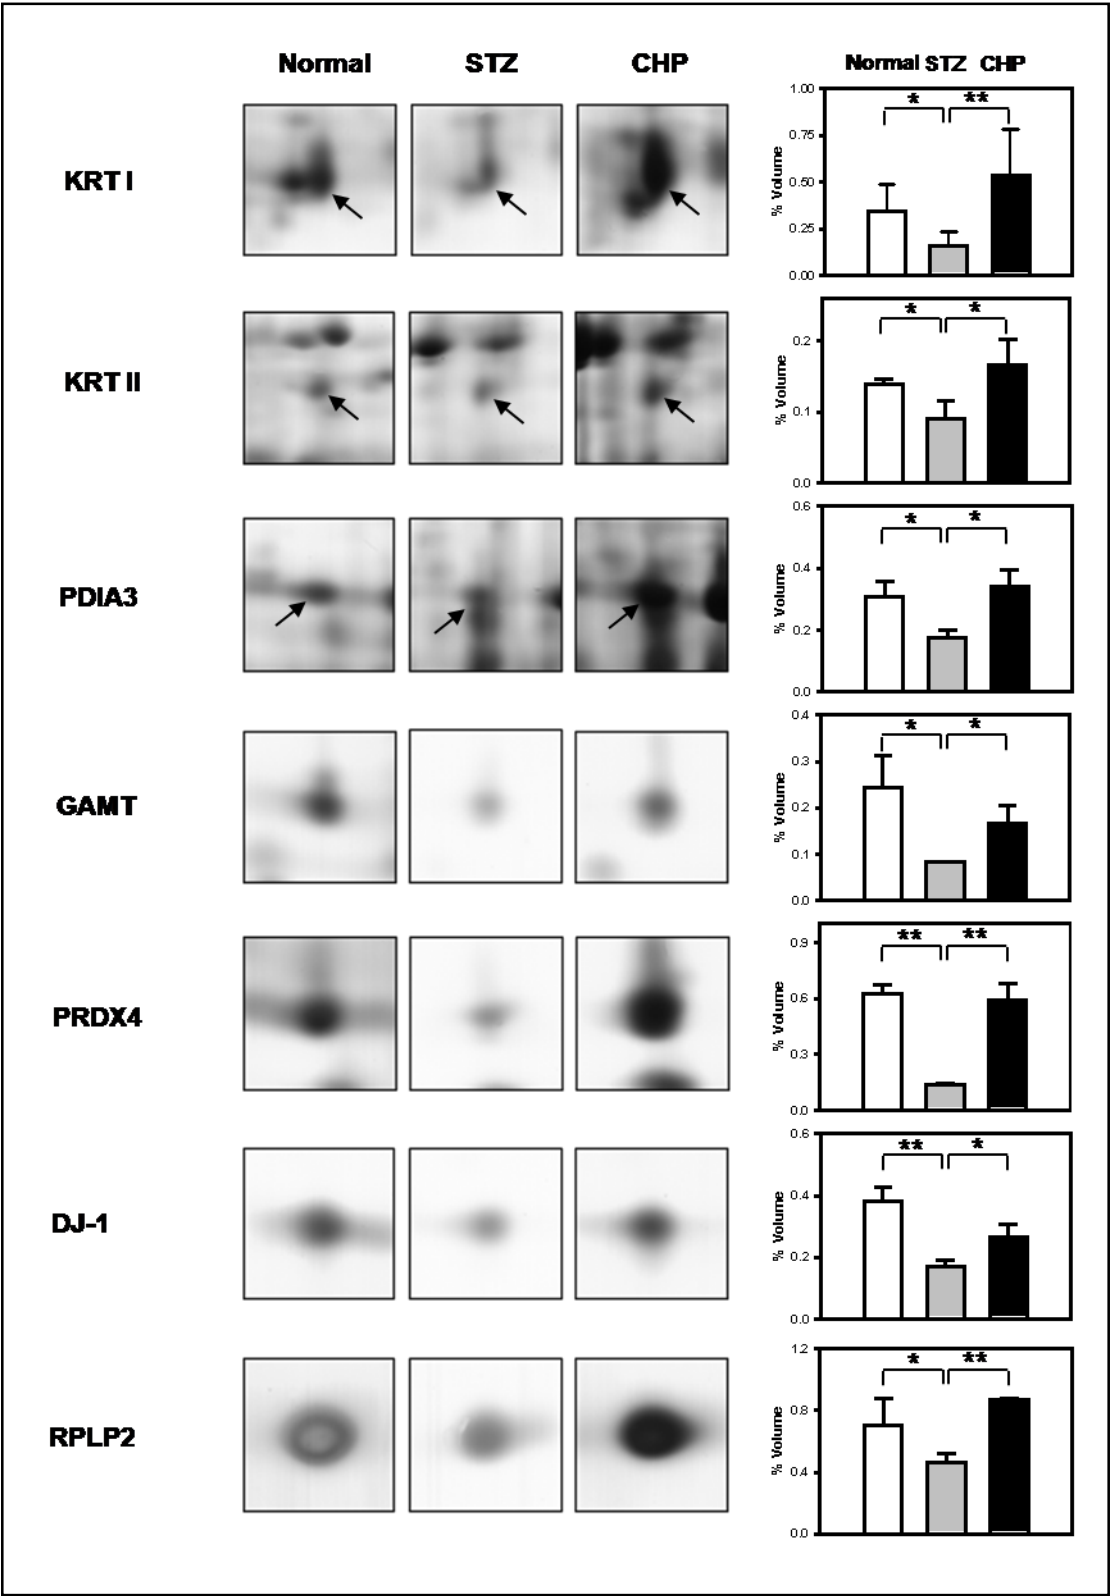 Normal STZ CHP Normal STZ CHP
KRT I
* **
1.00
0.75
0.50
0.25
0.00
% Volume
KRT II
* *
0.2
0.1
0.0
% Volume
PDIA3
* *
0.6
0.4
0.2
0.0
% Volume
GAMT
* *
0.4
0.3
0.2
0.1
0.0
% Volume
PRDX4
** **
0.9
0.6
0.3
0.0
% Volume
DJ-1
** *
0.6
0.4
0.2
0.0
% Volume
RPLP2
* **
1.2
0.8
0.4
0.0
% Volume